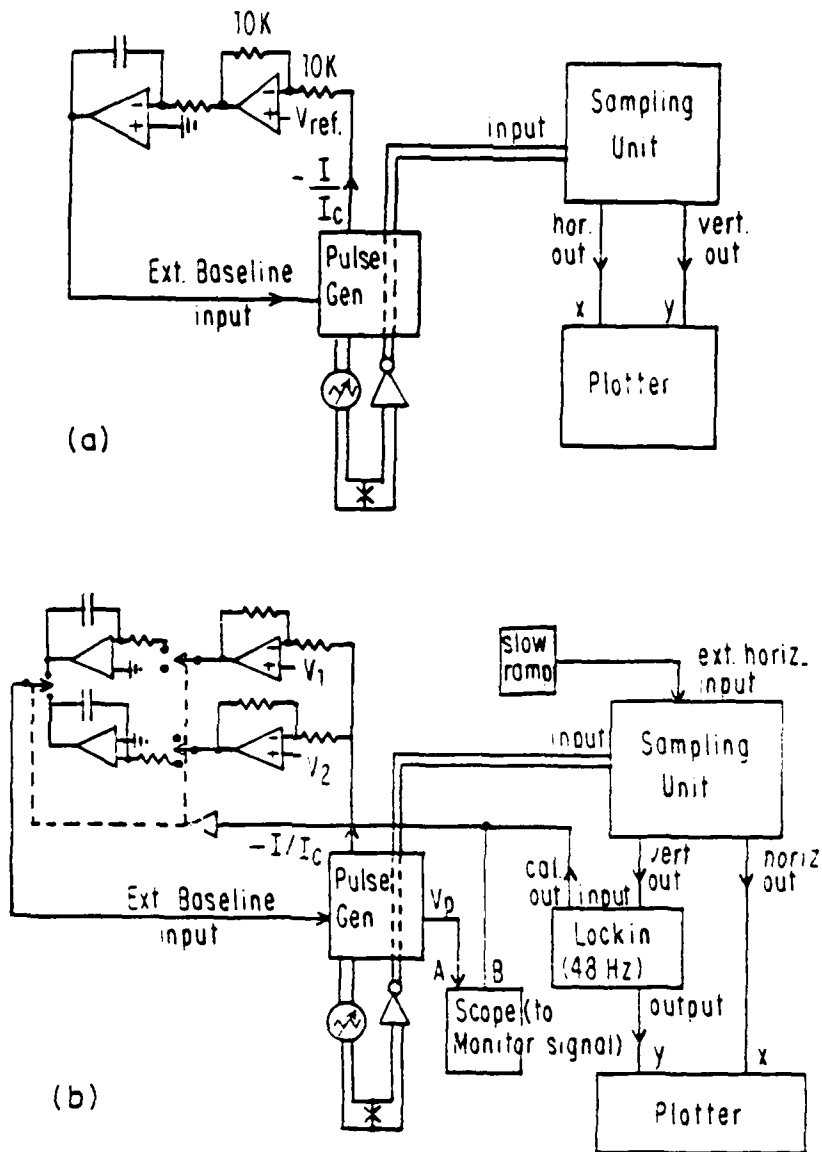 10K
10K
V ref.
- I
I c
input
Sampling
Unit
hor.
out
vert.
out
Pulse
Gen
Ext. Baseline
input
x
y
Plotter
(a)
V1
V2
slow
ramp
ext. horiz.
input
input
Sampling
Unit
-I/Ic
Pulse
Gen
Vp
Ext. Baseline
input
cal.
out
input
vert
out
horiz
out
Lockin
(48 Hz)
A
B
Scope (to
Monitor signal)
output
y
x
Plotter
(b)